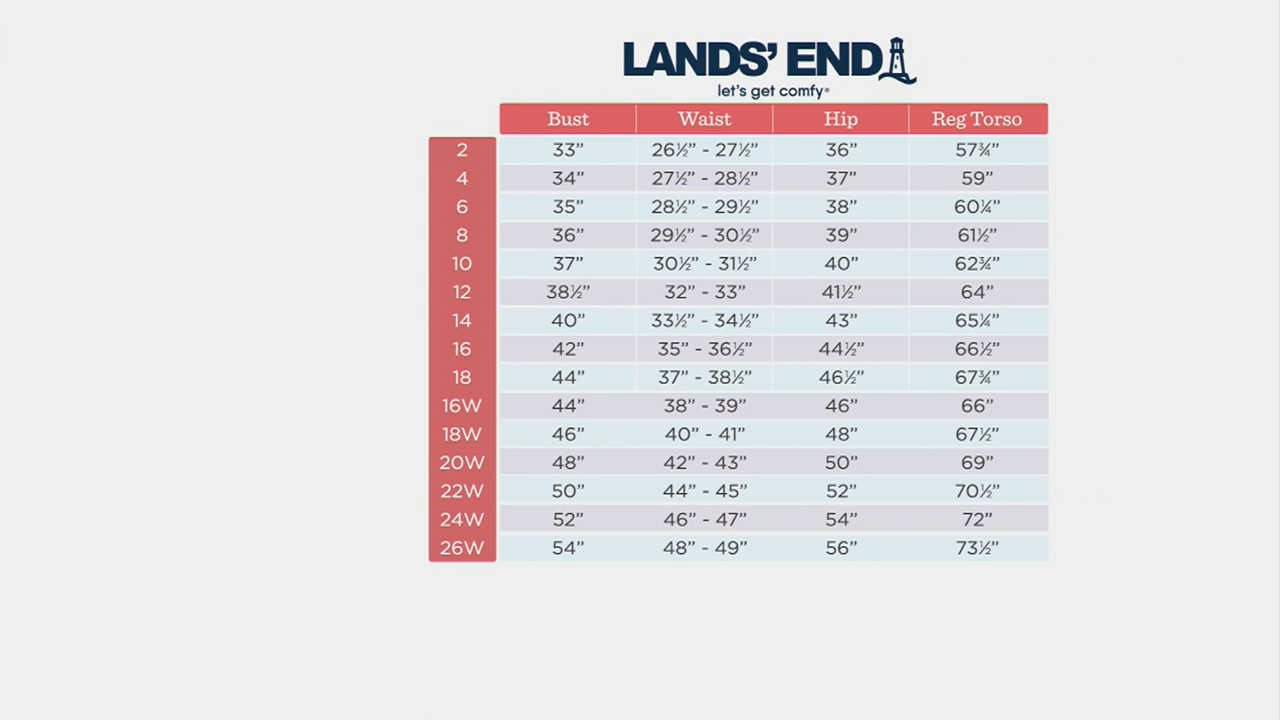 LANDS' END
let's get comfy®
Bust Waist Hip Reg Torso
2 33” 26½” - 27½” 36” 57¾”
4 34” 27½” - 28½” 37” 59”
6 35” 28½” - 29½” 38” 60¼”
8 36” 29½” - 30½” 39” 61½”
10 37” 30½” - 31½” 40” 62¾”
12 38½” 32” - 33” 41½” 64”
14 40” 33½” - 34½” 43” 65¼”
16 42” 35” - 36½” 44½” 66½”
18 44” 37” - 38½” 46½” 67¾”
16W 44” 38” - 39” 46” 66”
18W 46” 40” - 41” 48” 67½”
20W 48” 42” - 43” 50” 69”
22W 50” 44” - 45” 52” 70½”
24W 52” 46” - 47” 54” 72”
26W 54” 48” - 49” 56” 73½”